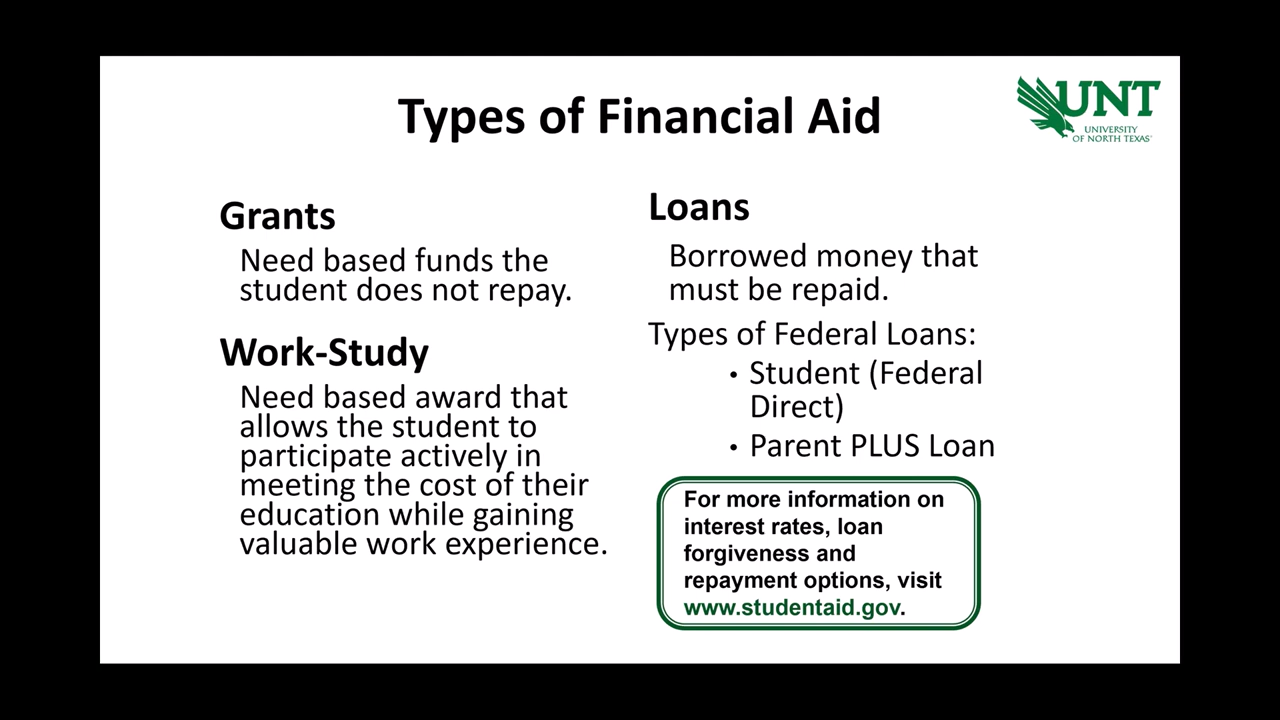 Types of Financial Aid
UNT
UNIVERSITY
OF NORTH TEXAS
Grants
Need based funds the
student does not repay.
Work-Study
Need based award that
allows the student to
participate actively in
meeting the cost of their
education while gaining
valuable work experience.
Loans
Borrowed money that
must be repaid.
Types of Federal Loans:
• Student (Federal
Direct)
• Parent PLUS Loan
For more information on
interest rates, loan
forgiveness and
repayment options, visit
www.studentaid.gov.